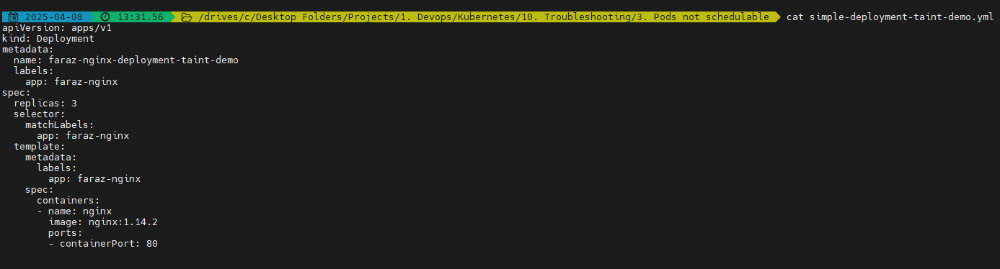 2025-04-08 13:31.56 /drives/c/Desktop Folders/Projects/1. Devops/Kubernetes/10. Troubleshooting/3. Pods not schedulable cat simple-deployment-taint-demo.yml
apiVersion: apps/v1
kind: Deployment
metadata:
  name: faraz-nginx-deployment-taint-demo
  labels:
    app: faraz-nginx
spec:
  replicas: 3
  selector:
    matchLabels:
      app: faraz-nginx
  template:
    metadata:
      labels:
        app: faraz-nginx
    spec:
      containers:
      - name: nginx
        image: nginx:1.14.2
        ports:
        - containerPort: 80